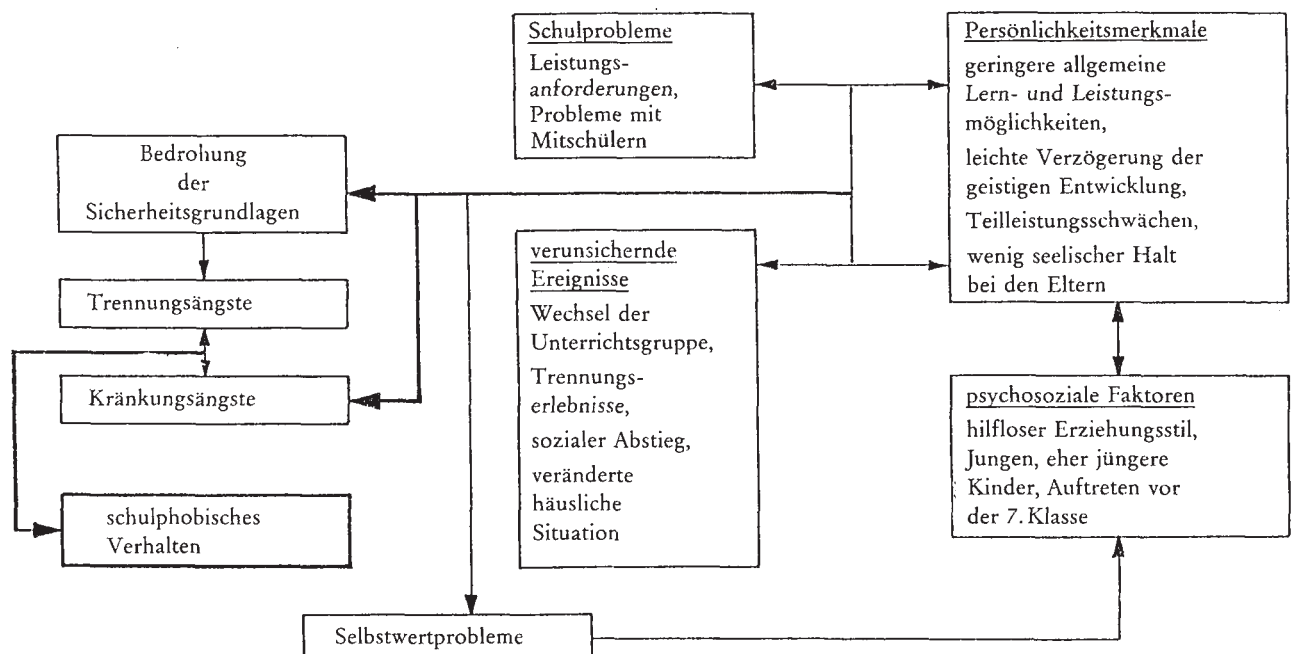 Schulprobleme
Leistungs-
anforderungen,
Probleme mit
Mitschülern
Persönlichkeitsmerkmale
geringere allgemeine
Lern- und Leistungs-
möglichkeiten,
leichte Verzögerung der
geistigen Entwicklung,
Teilleistungsschwächen,
wenig seelischer Halt
bei den Eltern
Bedrohung
der
Sicherheitsgrundlagen
Trennungsängste
Kränkungsängste
schulphobisches
Verhalten
verunsichernde
Ereignisse
Wechsel der
Unterrichtsgruppe,
Trennungs-
erlebnisse,
sozialer Abstieg,
veränderte
häusliche
Situation
psychosoziale Faktoren
hilfloser Erziehungsstil,
Jungen, eher jüngere
Kinder, Auftreten vor
der 7. Klasse
Selbstwertprobleme